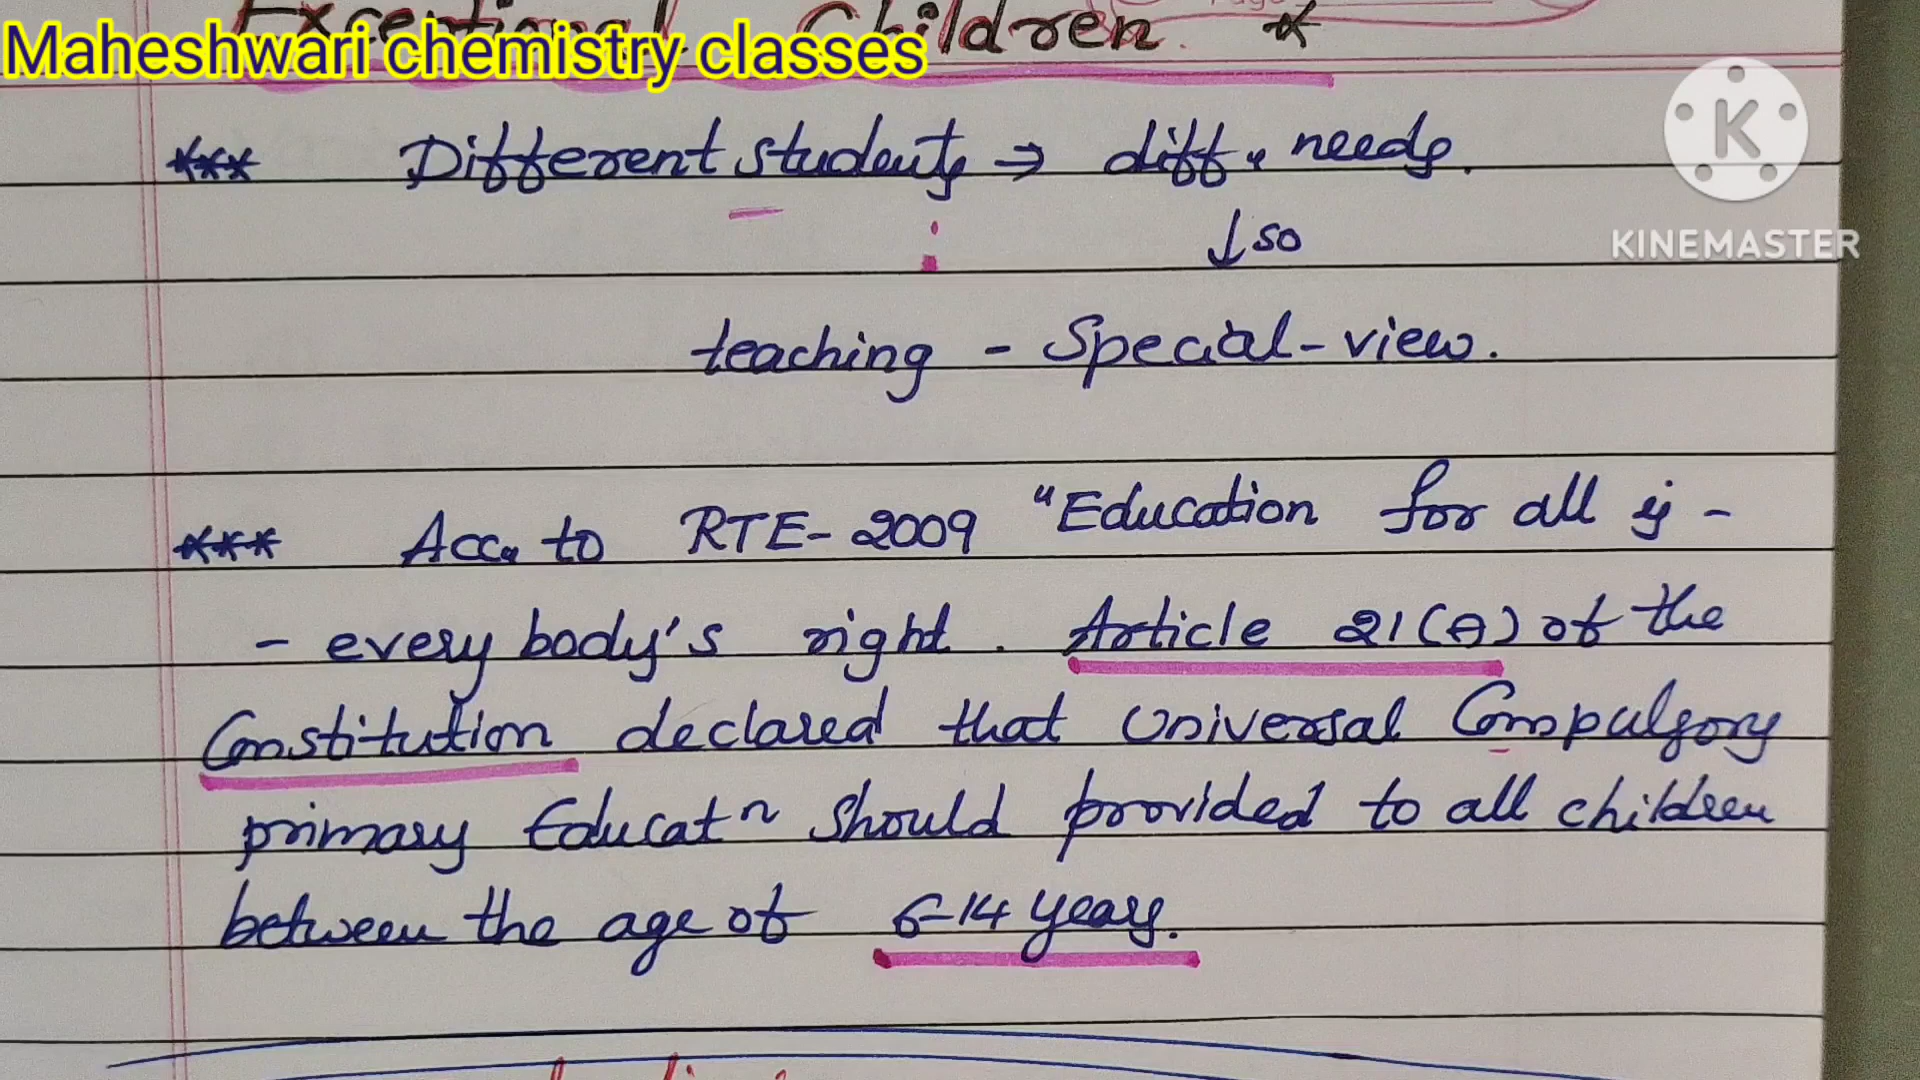 Exceptional Children. *
Maheshwari chemistry classes
*** Different students ⇒ diff. needs.
↓ so
teaching - Special-view.
*** Acc. to RTE-2009 "Education for all is -
- every body's right. Article 21(A) of the
Constitution declared that Universal Compulsory
primary Educatn should provided to all children
between the age of 6-14 years.
K
KINEMASTER